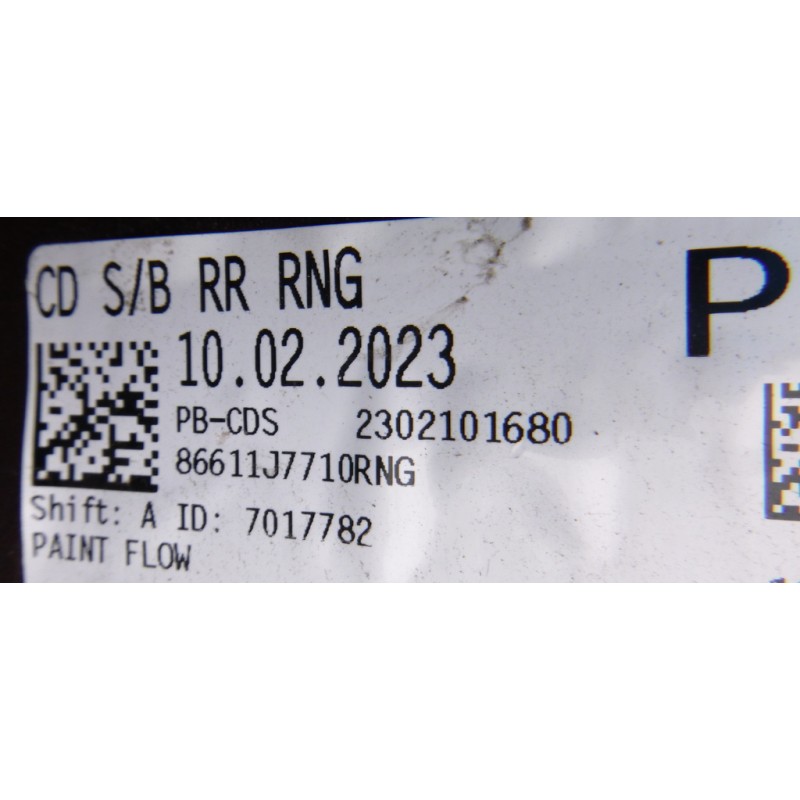 CD S/B RR RNG
P
10.02.2023
PB-CDS 2302101680
86611J7710RNG
Shift: A ID: 7017782
PAINT FLOW